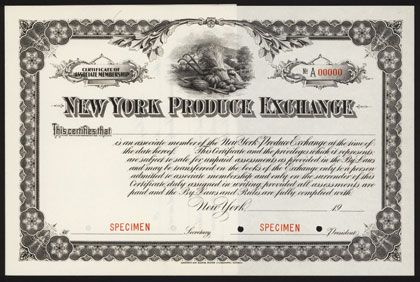 CERTIFICATE OF
ASSOCIATE MEMBERSHIP
No. A 00000
NEW YORK PRODUCE EXCHANGE
This certifies that
is an associate member of the New York Produce Exchange at the time of
the date hereof. This Certificate and the privileges which it represents
are subject to sale for unpaid assessments as provided in the By-Laws
and may be transferred on the books of the Exchange only to a person
admitted to associate membership and only on the surrender of this
Certificate duly assigned in writing provided all assessments are
paid and the By-Laws and Rules are fully complied with.
New York 19
SPECIMEN Secretary SPECIMEN President
AMERICAN BANK NOTE COMPANY